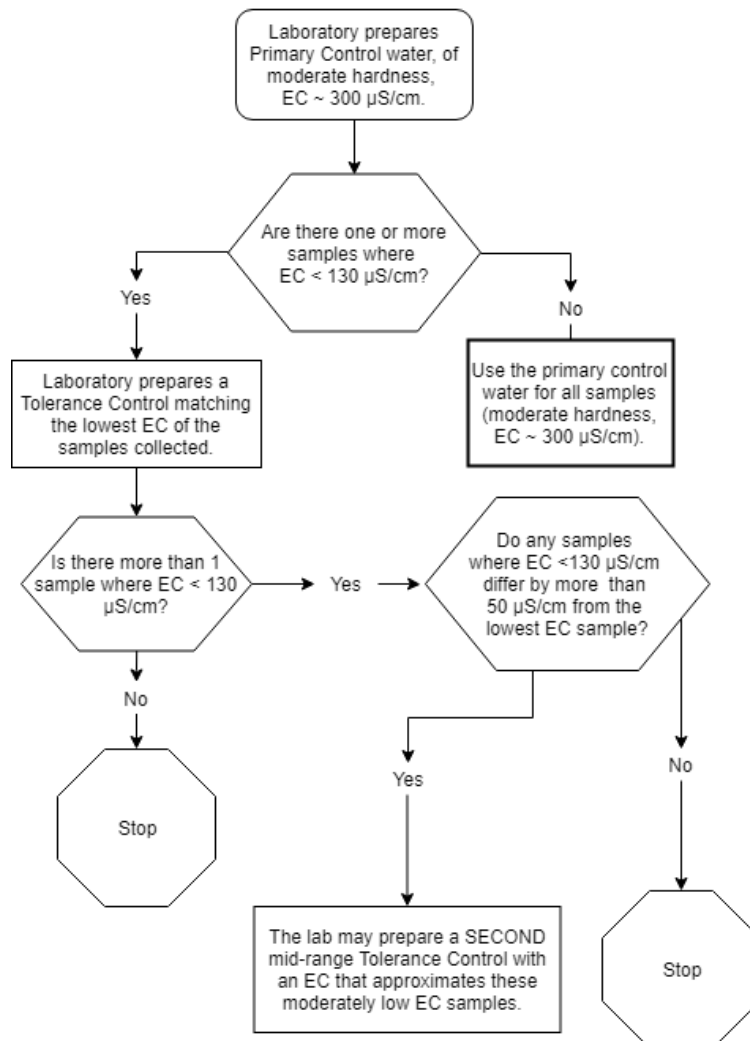 Laboratory prepares
Primary Control water, of
moderate hardness,
EC ~ 300 µS/cm.
Are there one or more
samples where
EC < 130 µS/cm?
Yes
No
Laboratory prepares a
Tolerance Control matching
the lowest EC of the
samples collected.
Use the primary control
water for all samples
(moderate hardness,
EC ~ 300 µS/cm).
Is there more than 1
sample where EC < 130
µS/cm?
Yes
Do any samples
where EC <130 µS/cm
differ by more than
50 µS/cm from the
lowest EC sample?
No
Stop
Yes
No
The lab may prepare a SECOND
mid-range Tolerance Control with
an EC that approximates these
moderately low EC samples.
Stop